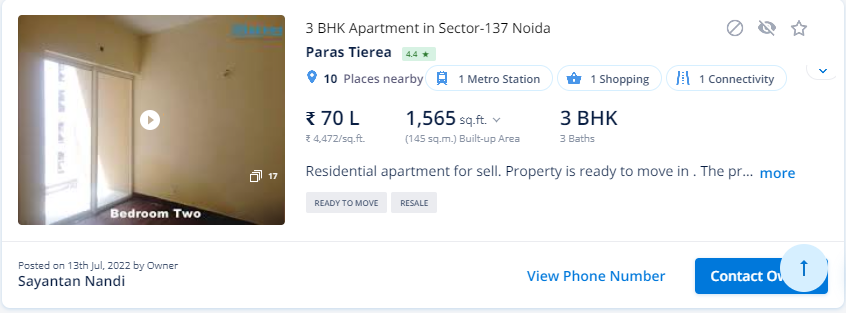 3 BHK Apartment in Sector-137 Noida
Paras Tierea 4.4 ★
10 Places nearby 1 Metro Station 1 Shopping 1 Connectivity
₹ 70 L 1,565 sq.ft. 3 BHK
₹ 4,472/sq.ft. (145 sq.m.) Built-up Area 3 Baths
17
Residential apartment for sell. Property is ready to move in . The pr... more
READY TO MOVE RESALE
Bedroom Two
Posted on 13th Jul, 2022 by Owner
Sayantan Nandi
View Phone Number
Contact